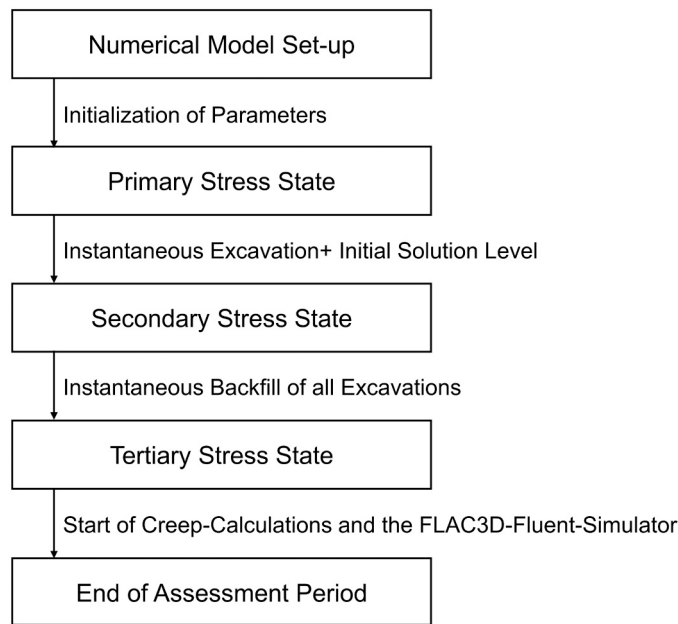 Numerical Model Set-up
Initialization of Parameters
Primary Stress State
Instantaneous Excavation+ Initial Solution Level
Secondary Stress State
Instantaneous Backfill of all Excavations
Tertiary Stress State
Start of Creep-Calculations and the FLAC3D-Fluent-Simulator
End of Assessment Period